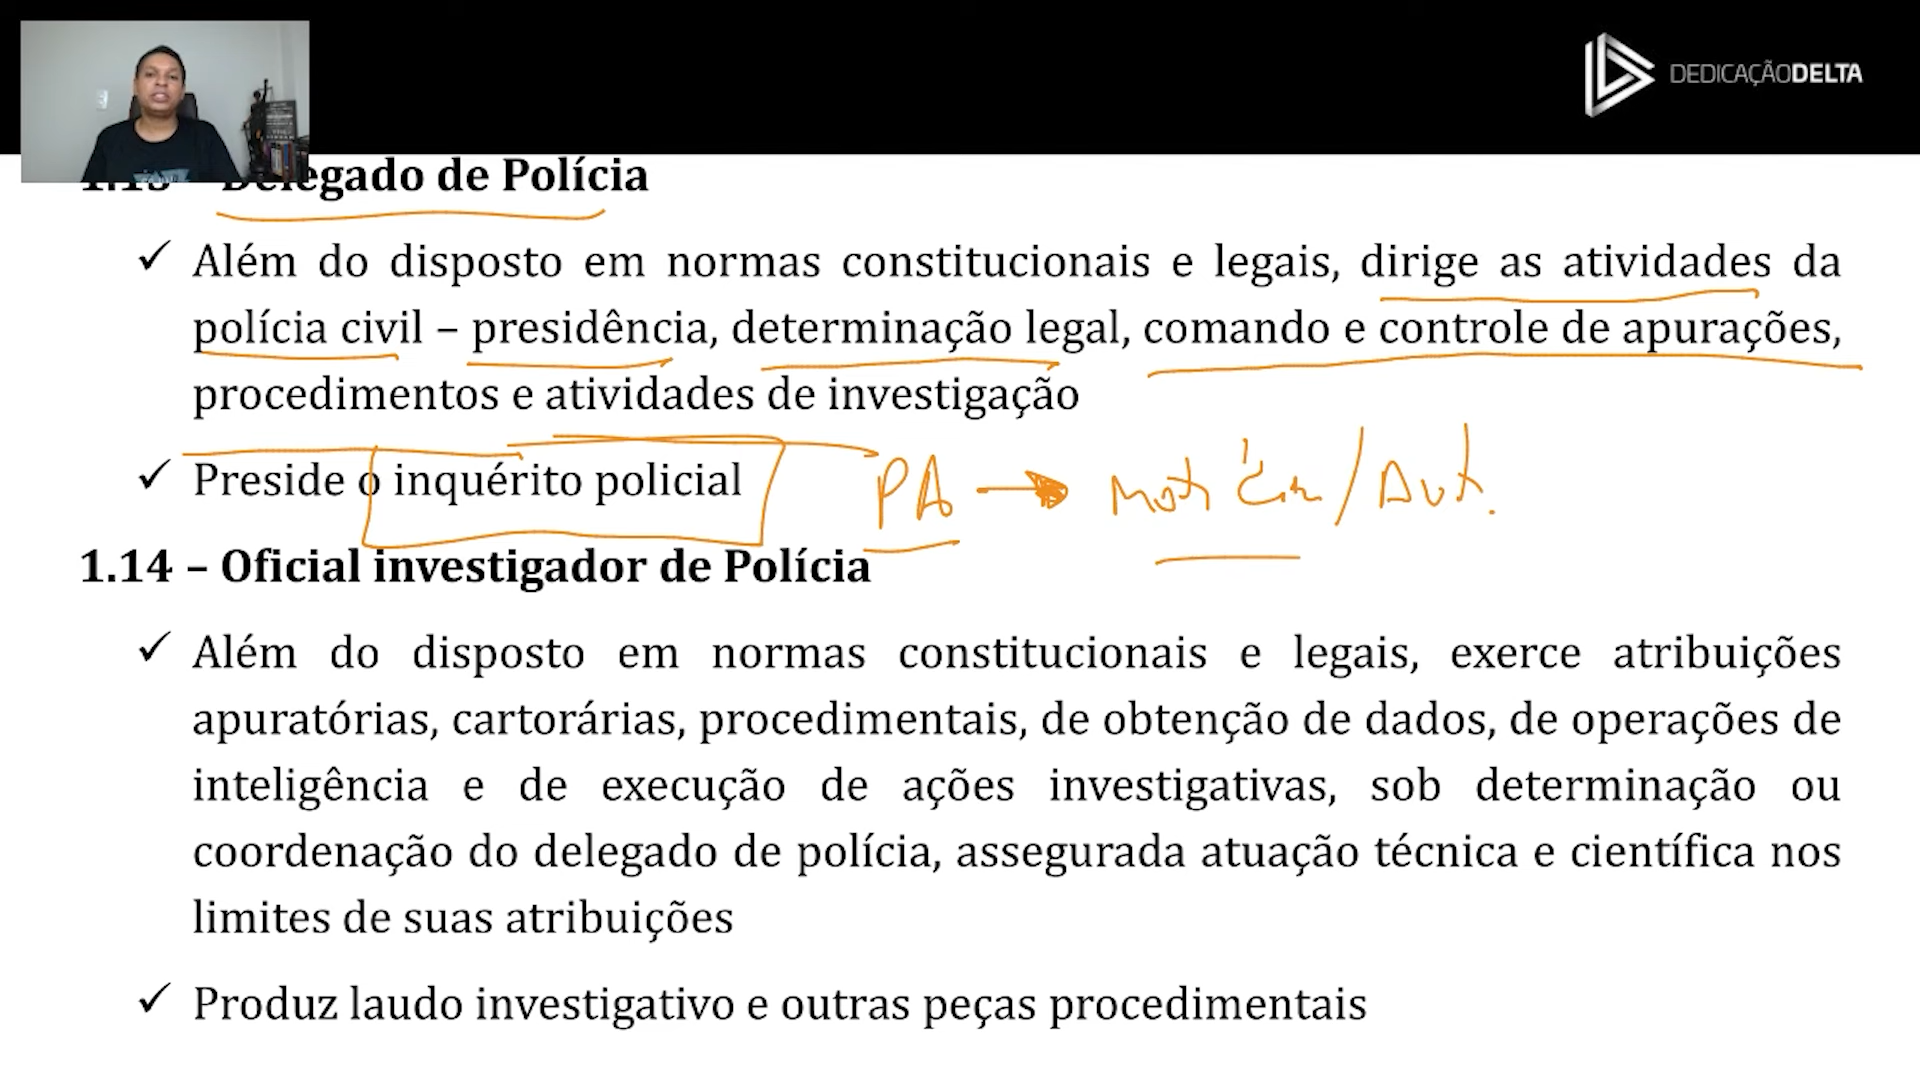 DEDICAÇÃODELTA
1.13 – Delegado de Polícia
✓ Além do disposto em normas constitucionais e legais, dirige as atividades da
polícia civil – presidência, determinação legal, comando e controle de apurações,
procedimentos e atividades de investigação
✓ Preside o inquérito policial PA → / Aut.
1.14 – Oficial investigador de Polícia
✓ Além do disposto em normas constitucionais e legais, exerce atribuições
apuratórias, cartorárias, procedimentais, de obtenção de dados, de operações de
inteligência e de execução de ações investigativas, sob determinação ou
coordenação do delegado de polícia, assegurada atuação técnica e científica nos
limites de suas atribuições
✓ Produz laudo investigativo e outras peças procedimentais